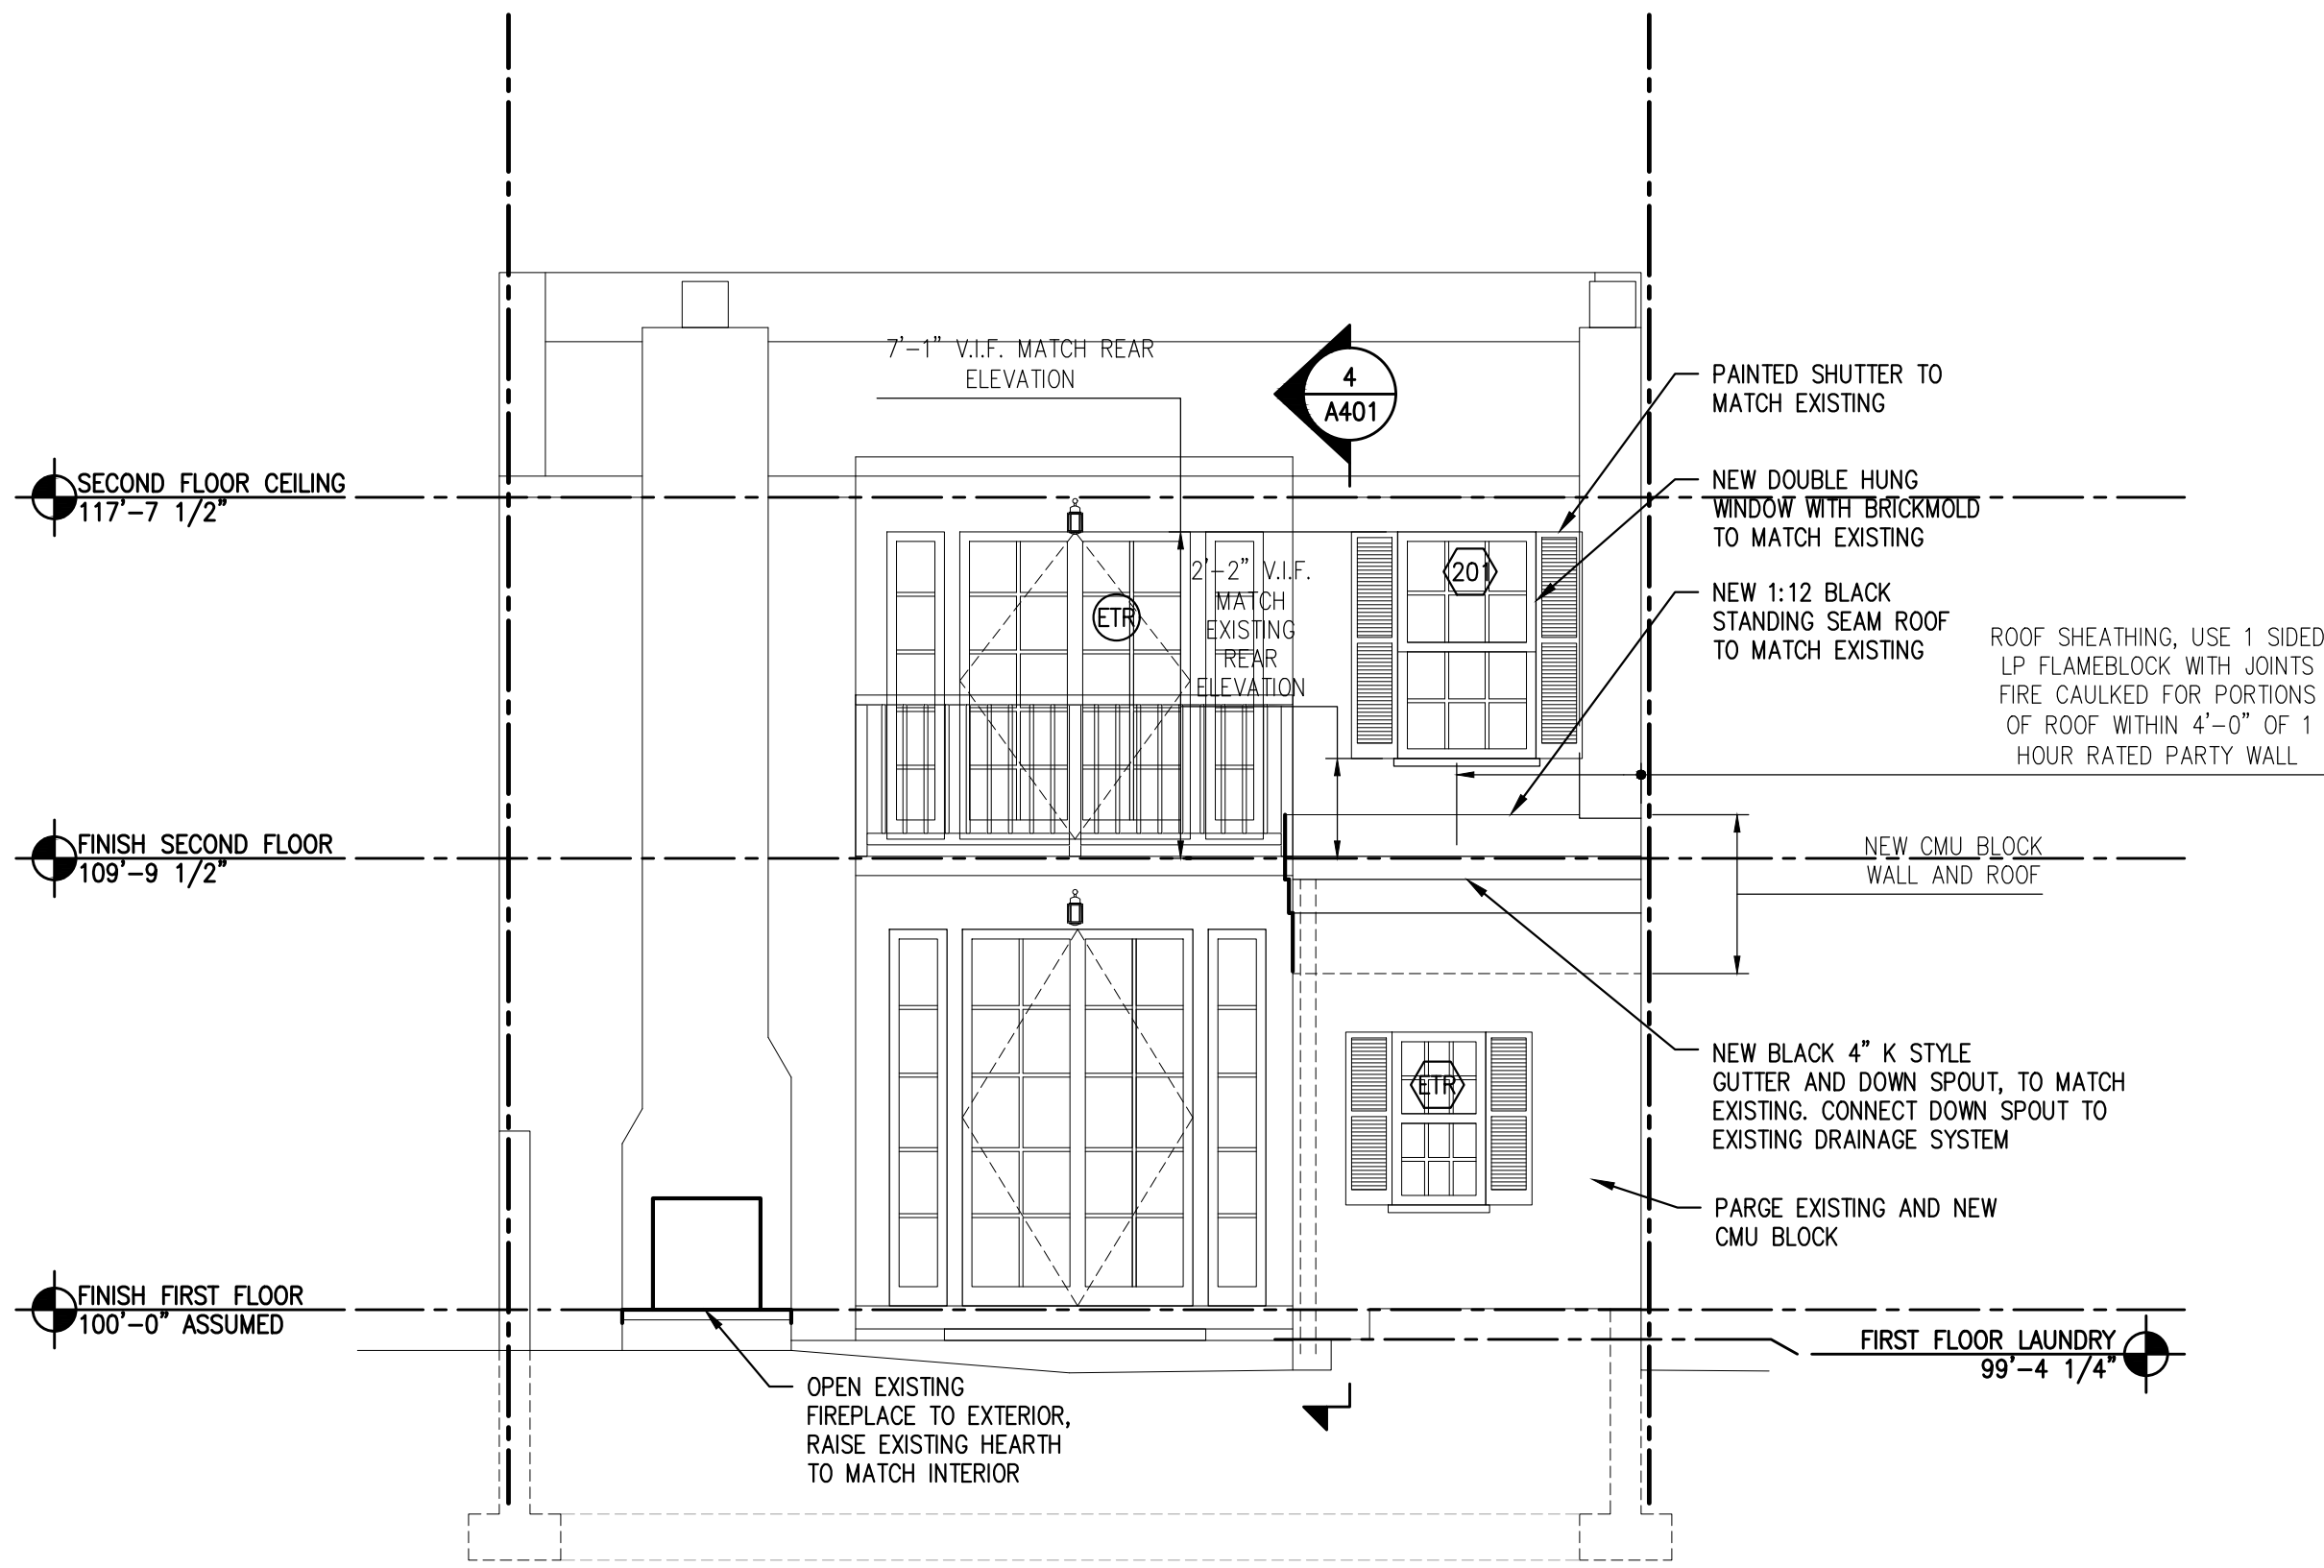 7'-1" V.I.F. MATCH REAR
ELEVATION
4
A401
PAINTED SHUTTER TO
MATCH EXISTING
SECOND FLOOR CEILING
117'-7 1/2"
NEW DOUBLE HUNG
WINDOW WITH BRICKMOLD
TO MATCH EXISTING
201
2'-2" V.I.F.
MATCH
EXISTING
REAR
ELEVATION
ETR
NEW 1:12 BLACK
STANDING SEAM ROOF
TO MATCH EXISTING
ROOF SHEATHING, USE 1 SIDED
LP FLAMEBLOCK WITH JOINTS
FIRE CAULKED FOR PORTIONS
OF ROOF WITHIN 4'-0" OF 1
HOUR RATED PARTY WALL
FINISH SECOND FLOOR
109'-9 1/2"
NEW CMU BLOCK
WALL AND ROOF
NEW BLACK 4" K STYLE
GUTTER AND DOWN SPOUT, TO MATCH
EXISTING. CONNECT DOWN SPOUT TO
EXISTING DRAINAGE SYSTEM
ETR
PARGE EXISTING AND NEW
CMU BLOCK
FINISH FIRST FLOOR
100'-0" ASSUMED
FIRST FLOOR LAUNDRY
99'-4 1/4"
OPEN EXISTING
FIREPLACE TO EXTERIOR,
RAISE EXISTING HEARTH
TO MATCH INTERIOR